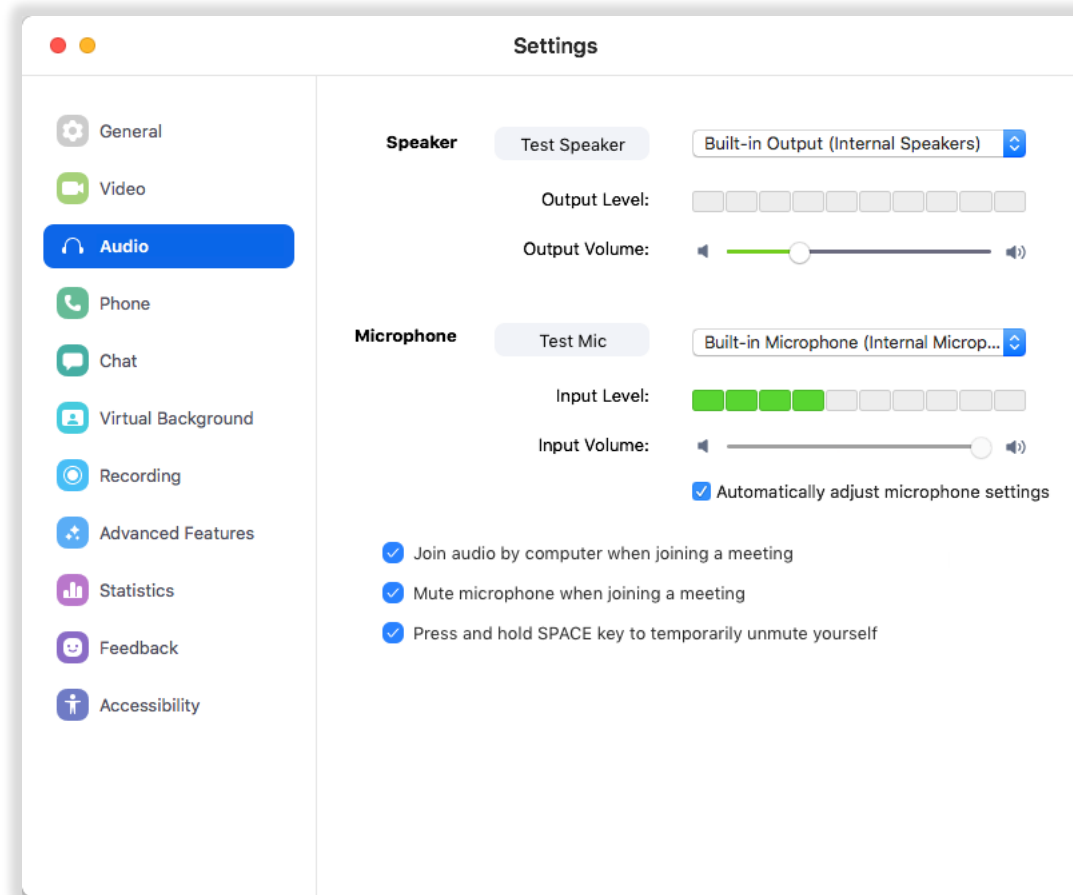 Settings
General
Video
Audio
Phone
Chat
Virtual Background
Recording
Advanced Features
Statistics
Feedback
Accessibility
Speaker Test Speaker Built-in Output (Internal Speakers)
Output Level:
Output Volume:
Microphone Test Mic Built-in Microphone (Internal Microp...
Input Level:
Input Volume:
Automatically adjust microphone settings
Join audio by computer when joining a meeting
Mute microphone when joining a meeting
Press and hold SPACE key to temporarily unmute yourself